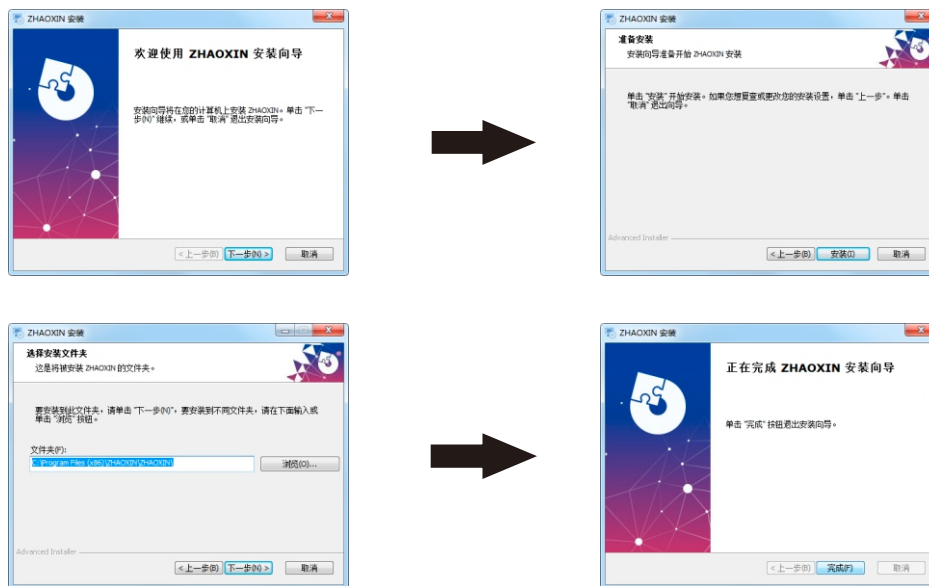 ZHAOXIN 安装
欢迎使用 ZHAOXIN 安装向导
安装向导将在您的计算机上安装 ZHAOXIN。单击 "下一
步(N)" 继续，或单击 "取消" 退出安装向导。
<上一步(B)
下一步(N) >
取消
ZHAOXIN 安装
准备安装
安装向导准备开始 ZHAOXIN 安装
单击 "安装" 开始安装。如果您想复查或更改您的安装设置，单击 "上一步"。单击
"取消" 退出向导。
Advanced Installer
<上一步(B)
安装(I)
取消
ZHAOXIN 安装
选择安装文件夹
这是将被安装 ZHAOXIN 的文件夹。
要安装到此文件夹，请单击 "下一步(N)"，要安装到不同文件夹，请在下面输入或
单击 "浏览" 按钮。
文件夹(F):
C:\Program Files (x86)\ZHAOXIN\ZHAOXIN\
浏览(O)...
Advanced Installer
<上一步(B)
下一步(N) >
取消
ZHAOXIN 安装
正在完成 ZHAOXIN 安装向导
单击 "完成" 按钮退出安装向导。
<上一步(B)
完成(F)
取消